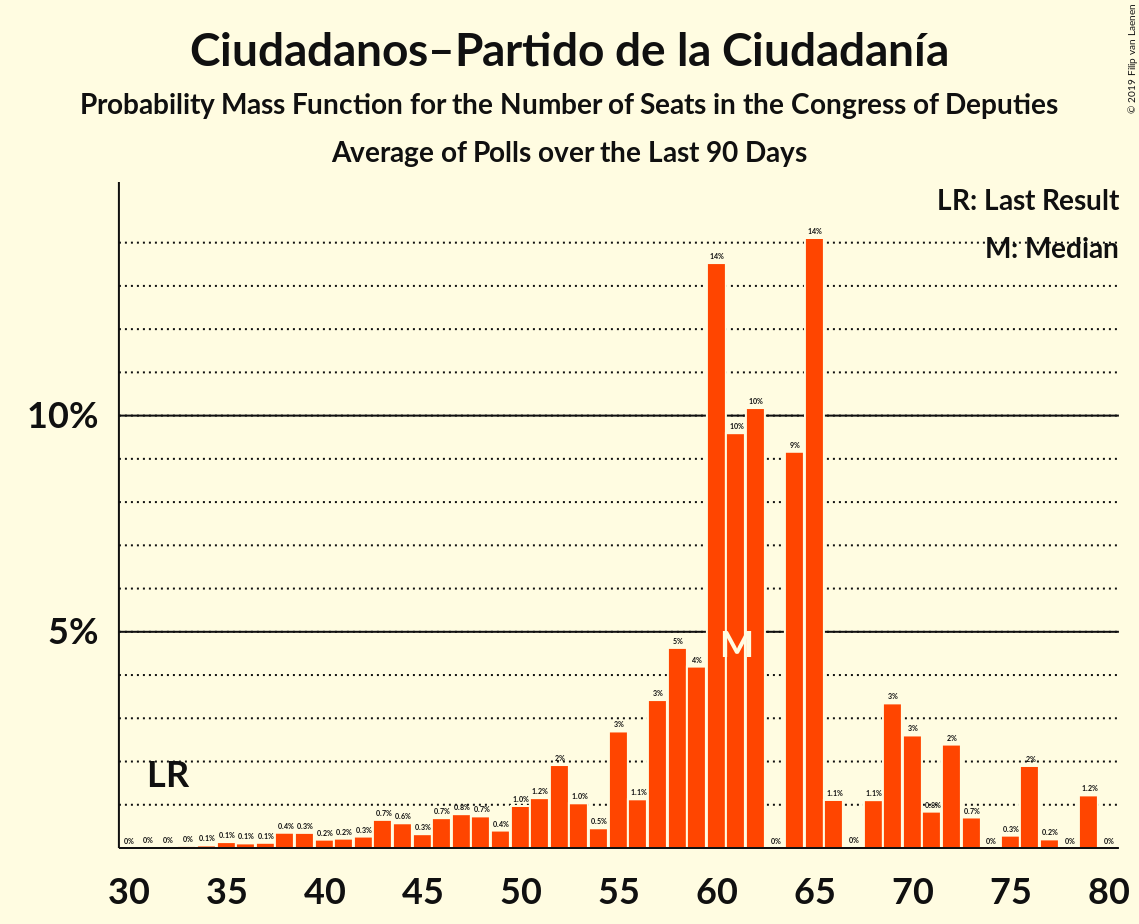 Ciudadanos–Partido de la Ciudadanía
Probability Mass Function for the Number of Seats in the Congress of Deputies
Average of Polls over the Last 90 Days
© 2019 Filip van Laenen
LR: Last Result
M: Median
10%
5%
LR
M
0% 0% 0% 0% 0.1% 0.1% 0.1% 0.1% 0.4% 0.3% 0.2% 0.2% 0.3% 0.7% 0.6% 0.3% 0.7% 0.8% 0.7% 0.4% 1.0% 1.2% 2% 1.0% 0.5% 3% 1.1% 3% 5% 4% 14% 10% 10% 0% 9% 14% 1.1% 0% 1.1% 3% 3% 0.8% 2% 0.7% 0% 0.3% 2% 0.2% 0% 1.2% 0%
30 35 40 45 50 55 60 65 70 75 80